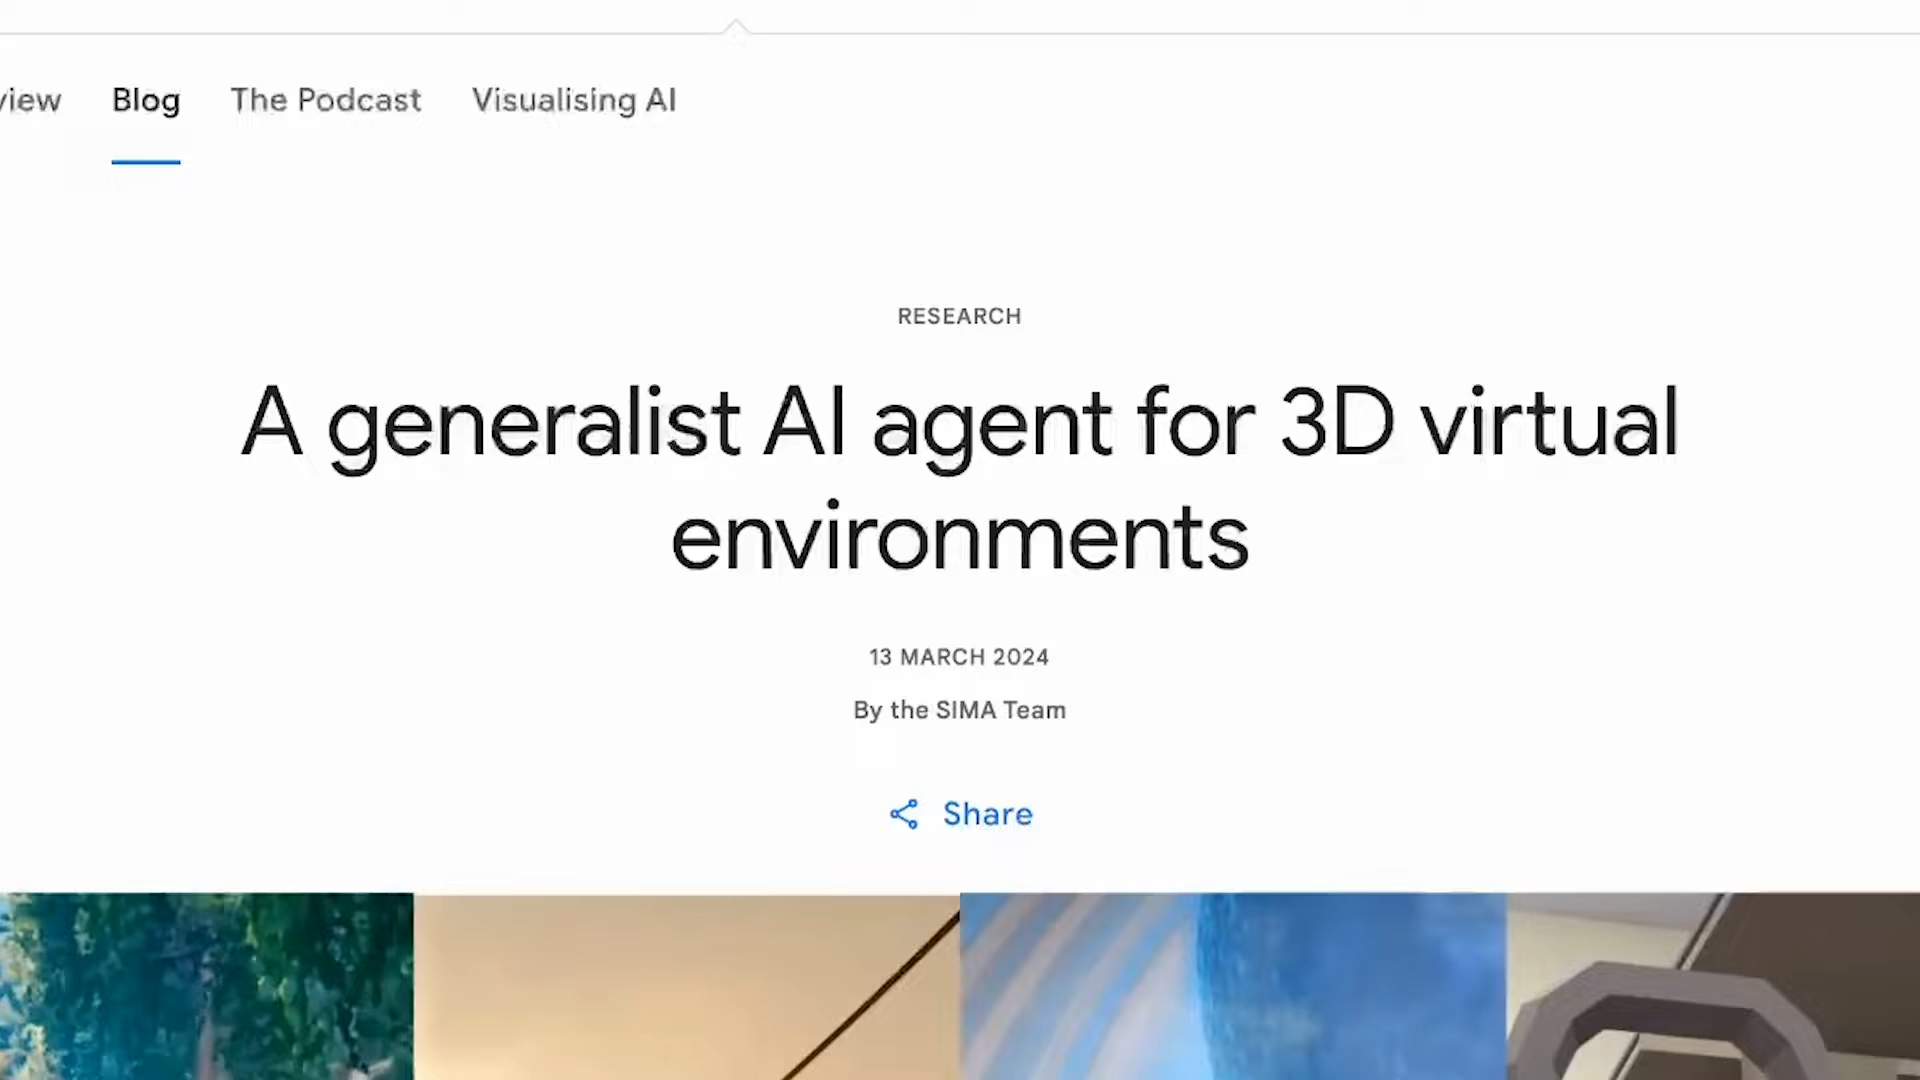 Blog The Podcast Visualising AI
RESEARCH
A generalist AI agent for 3D virtual
environments
13 MARCH 2024
By the SIMA Team
Share